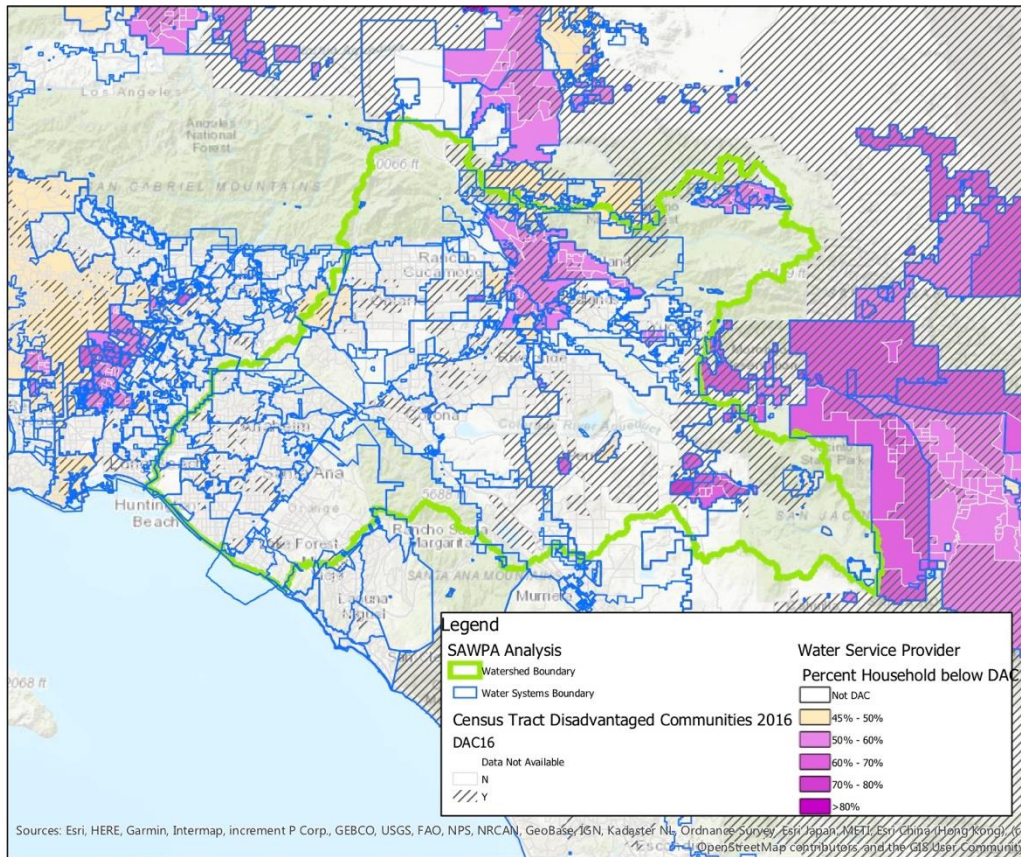 Los Angeles
Angeles
National
Forest
0066 ft
SAN GABRIEL MOUNTAINS
Rancho
Cucamonga
Colorado River Aqueduct
Huntington
Beach
Orange
Lake Forest
5688
Rancho Santa
Margarita
SANTA ANA MOUNTAINS
Laguna
Niguel
Murrieta
SAN JAC
2068 ft
Legend
SAWPA Analysis
Watershed Boundary
Water Systems Boundary
Census Tract Disadvantaged Communities 2016
DAC16
Data Not Available
N
Y
Water Service Provider
Percent Household below DAC
Not DAC
45% - 50%
50% - 60%
60% - 70%
70% - 80%
>80%
Sources: Esri, HERE, Garmin, Intermap, increment P Corp., GEBCO, USGS, FAO, NPS, NRCAN, GeoBase, IGN, Kadaster NL, Ordnance Survey, Esri Japan, METI, Esri China (Hong Kong), (c
OpenStreetMap contributors, and the GIS User Community